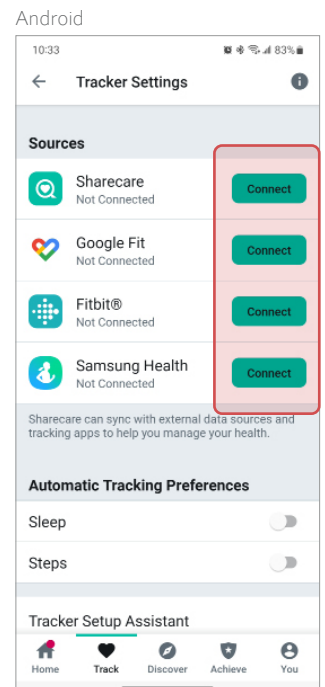 Android
10:33
83%
Tracker Settings
Sources
Sharecare
Not Connected
Connect
Google Fit
Not Connected
Connect
Fitbit®
Not Connected
Connect
Samsung Health
Not Connected
Connect
Sharecare can sync with external data sources and
tracking apps to help you manage your health.
Automatic Tracking Preferences
Sleep
Steps
Tracker Setup Assistant
Home Track Discover Achieve You